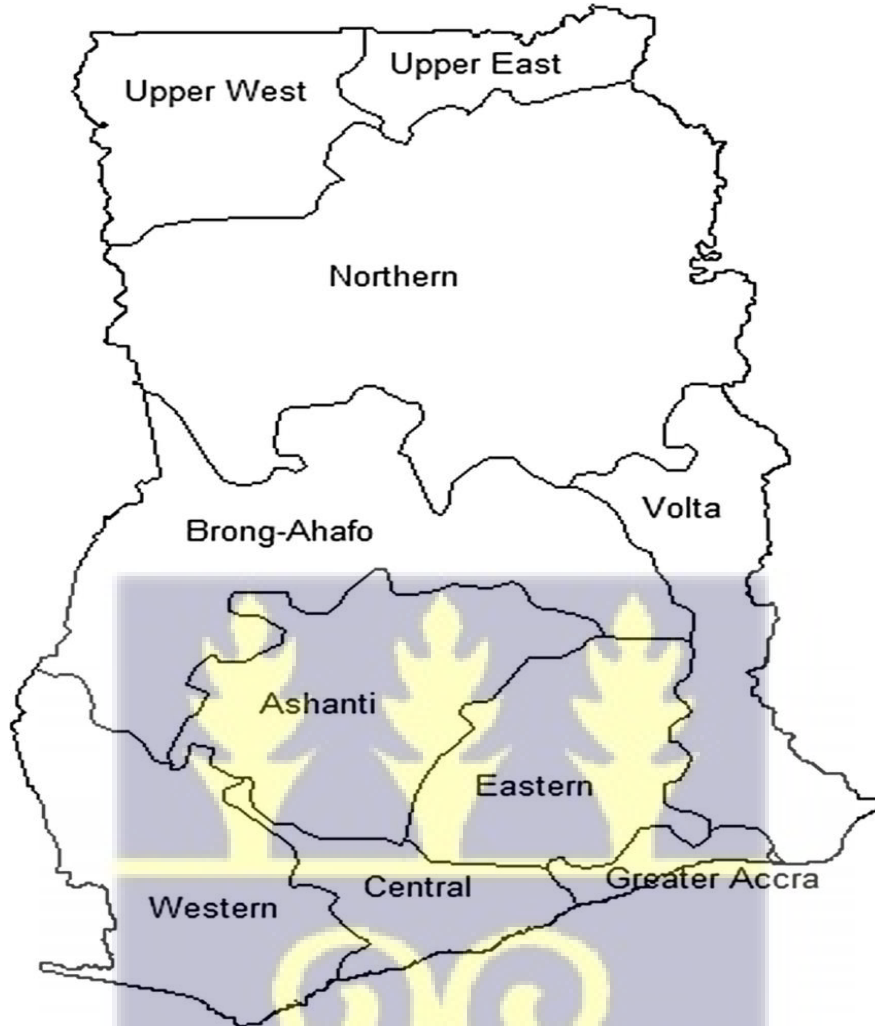 Upper East
Upper West
Northern
Volta
Brong-Ahafo
Ashanti
Eastern
Greater Accra
Central
Western